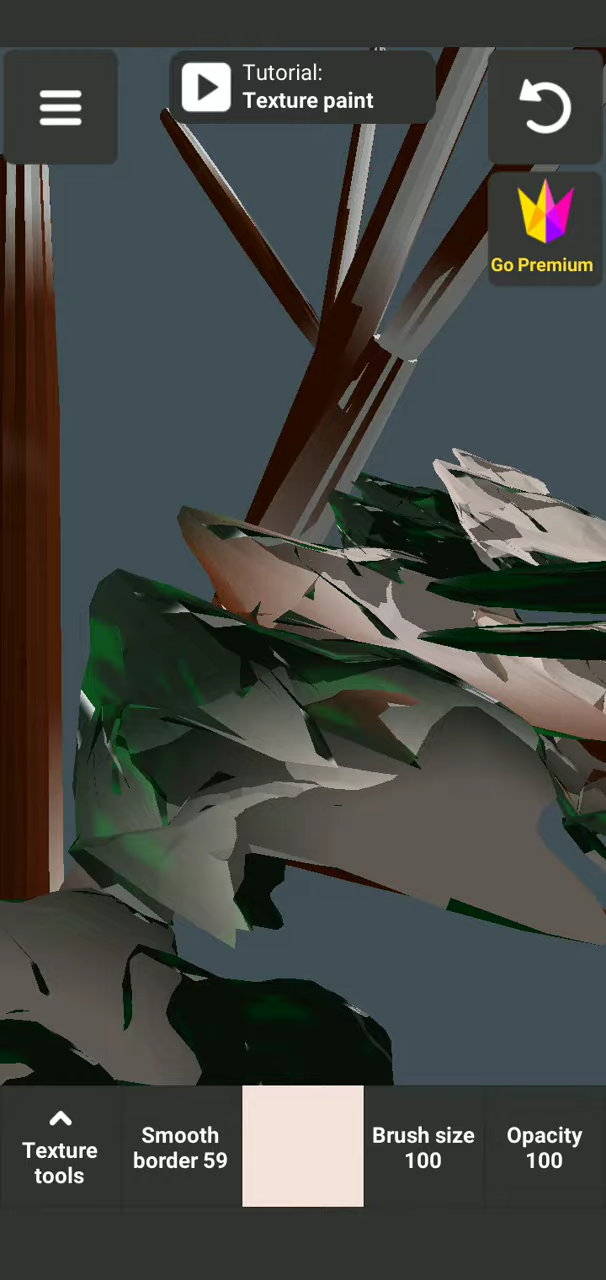 Tutorial:
Texture paint
Go Premium
Texture
tools
Smooth
border 59
Brush size
100
Opacity
100